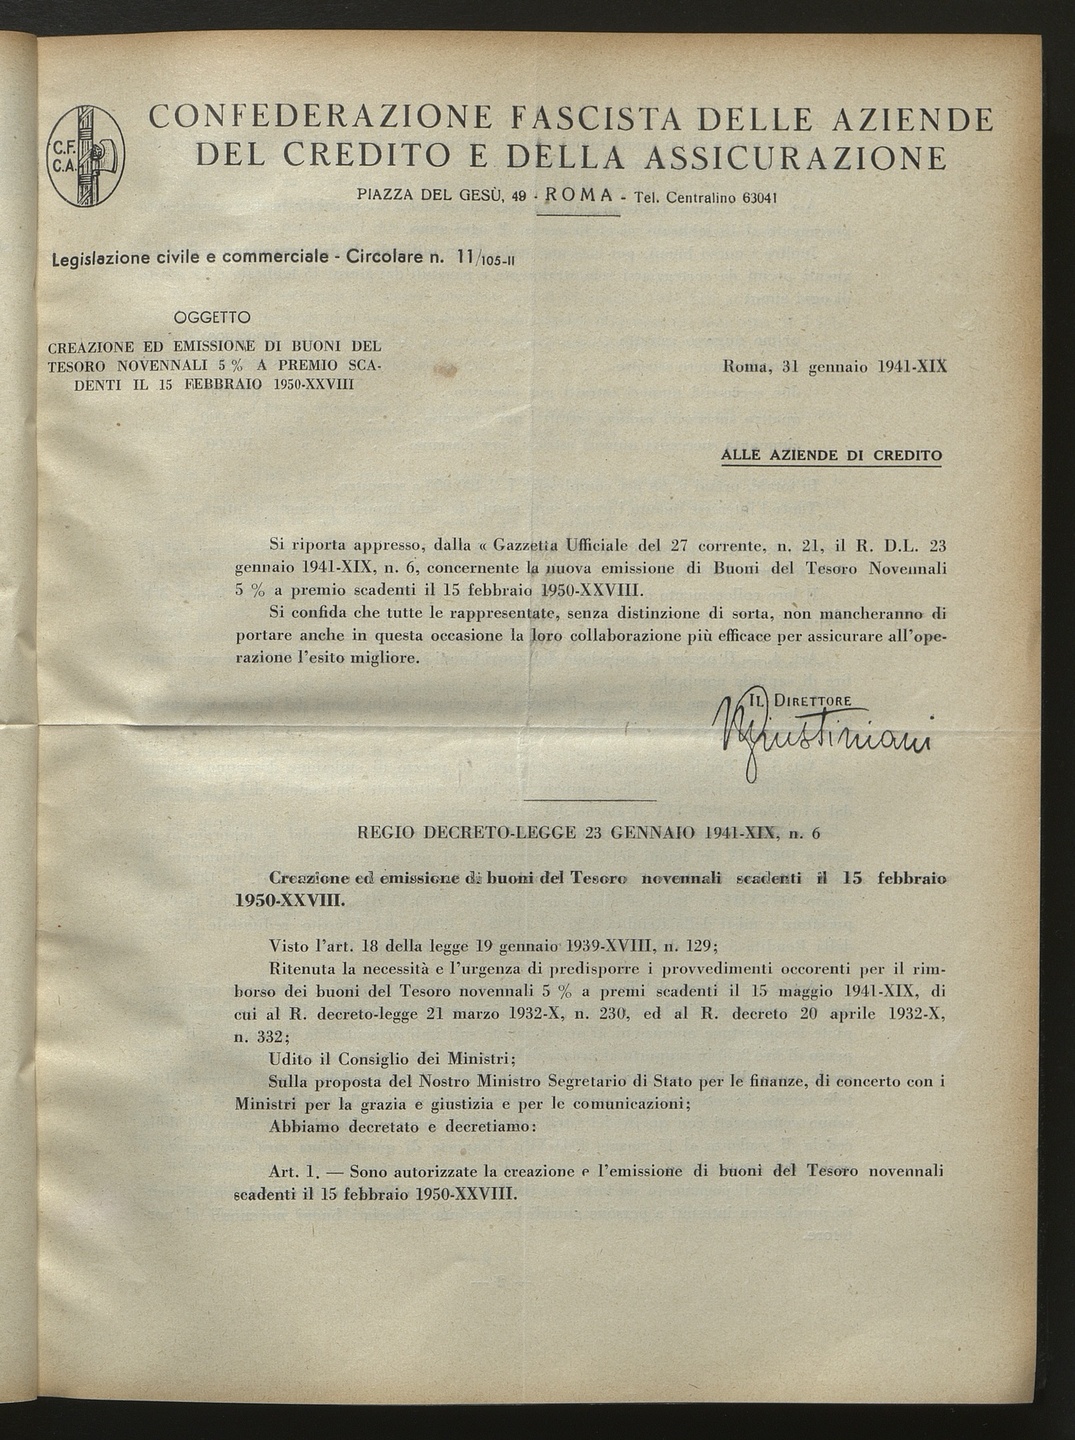 C.F.
C.A.
CONFEDERAZIONE FASCISTA DELLE AZIENDE
DEL CREDITO E DELLA ASSICURAZIONE
PIAZZA DEL GESÙ, 49 - ROMA - Tel. Centralino 63041
Legislazione civile e commerciale - Circolare n. 11/105-II
OGGETTO
CREAZIONE ED EMISSIONE DI BUONI DEL
TESORO NOVENNALI 5 % A PREMIO SCA-
DENTI IL 15 FEBBRAIO 1950-XXVIII
Roma, 31 gennaio 1941-XIX
ALLE AZIENDE DI CREDITO
Si riporta appresso, dalla « Gazzetta Ufficiale del 27 corrente, n. 21, il R. D.L. 23
gennaio 1941-XIX, n. 6, concernente la nuova emissione di Buoni del Tesoro Novennali
5 % a premio scadenti il 15 febbraio 1950-XXVIII.
Si confida che tutte le rappresentate, senza distinzione di sorta, non mancheranno di
portare anche in questa occasione la loro collaborazione più efficace per assicurare all'ope-
razione l'esito migliore.
IL DIRETTORE
Giustiniani
REGIO DECRETO-LEGGE 23 GENNAIO 1941-XIX, n. 6
Creazione ed emissione di buoni del Tesoro novennali scadenti il 15 febbraio
1950-XXVIII.
Visto l'art. 18 della legge 19 gennaio 1939-XVIII, n. 129;
Ritenuta la necessità e l'urgenza di predisporre i provvedimenti occorenti per il rim-
borso dei buoni del Tesoro novennali 5 % a premi scadenti il 15 maggio 1941-XIX, di
cui al R. decreto-legge 21 marzo 1932-X, n. 230, ed al R. decreto 20 aprile 1932-X,
n. 332;
Udito il Consiglio dei Ministri;
Sulla proposta del Nostro Ministro Segretario di Stato per le finanze, di concerto con i
Ministri per la grazia e giustizia e per le comunicazioni;
Abbiamo decretato e decretiamo:
Art. 1. — Sono autorizzate la creazione e l'emissione di buoni del Tesoro novennali
scadenti il 15 febbraio 1950-XXVIII.